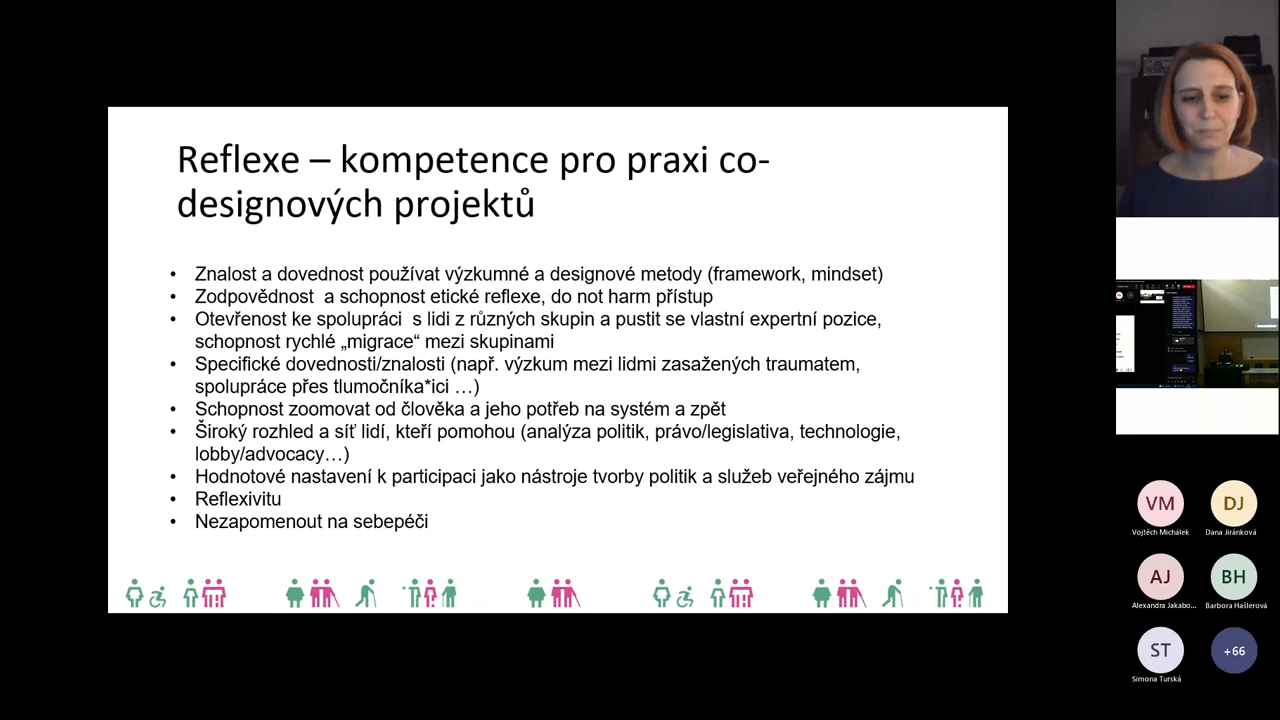 Reflexe – kompetence pro praxi co-
designových projektů
• Znalost a dovednost používat výzkumné a designové metody (framework, mindset)
• Zodpovědnost  a schopnost etické reflexe, do not harm přístup
• Otevřenost ke spolupráci  s lidi z různých skupin a pustit se vlastní expertní pozice,
schopnost rychlé „migrace“ mezi skupinami
• Specifické dovednosti/znalosti (např. výzkum mezi lidmi zasažených traumatem,
spolupráce přes tlumočníka*ici …)
• Schopnost zoomovat od člověka a jeho potřeb na systém a zpět
• Široký rozhled a síť lidí, kteří pomohou (analýza politik, právo/legislativa, technologie,
lobby/advocacy…)
• Hodnotové nastavení k participaci jako nástroje tvorby politik a služeb veřejného zájmu
• Reflexivitu
• Nezapomenout na sebepéči
VM
DJ
Vojtěch Michálek
Dana Jiránková
AJ
BH
Alexandra Jakabo...
Barbora Hašlerová
ST
+66
Simona Turská